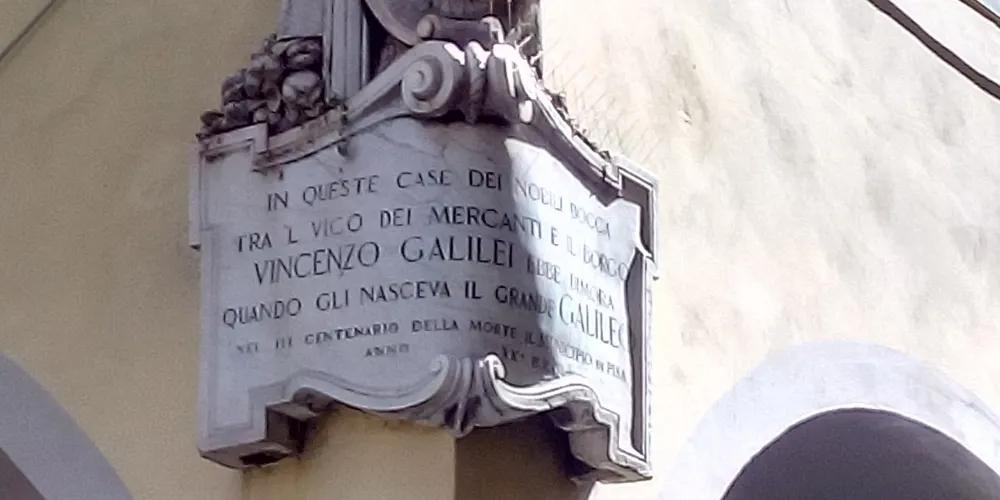 IN QUESTE CASE DEI NOBILI BOCCA
TRA 'L VICO DEI MERCANTI E IL BORGO
VINCENZO GALILEI EBBE DIMORA
QUANDO GLI NASCEVA IL GRANDE GALILEO
NEL III CENTENARIO DELLA MORTE IL MUNICIPIO DI PISA
ANNO XX°